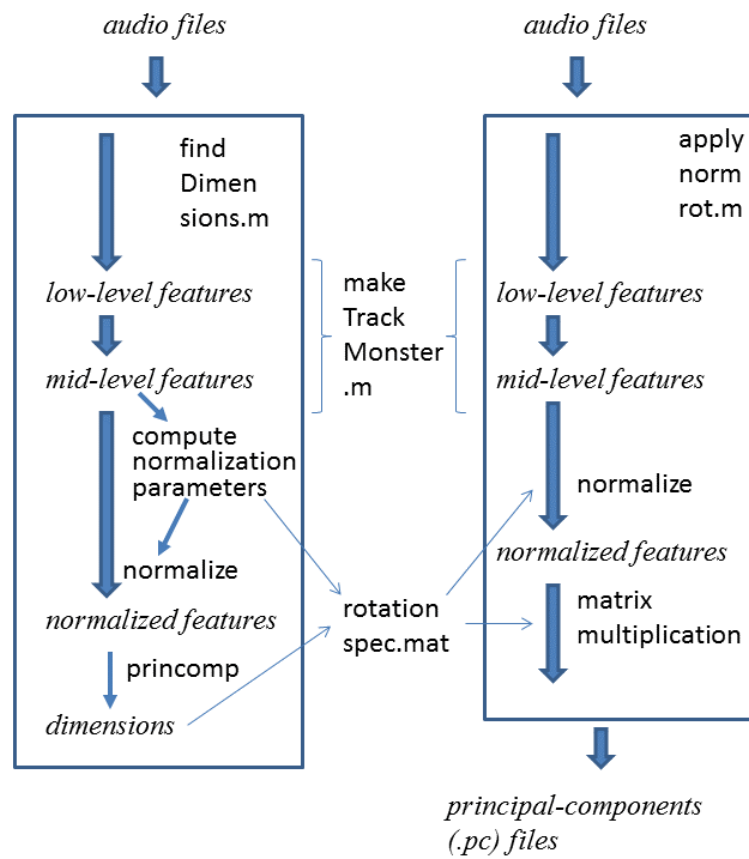 audio files
find
Dimen
sions.m
low-level features
mid-level features
compute
normalization
parameters
normalize
normalized features
princomp
dimensions
make
Track
Monster
.m
rotation
spec.mat
audio files
apply
norm
rot.m
low-level features
mid-level features
normalize
normalized features
matrix
multiplication
principal-components
(.pc) files